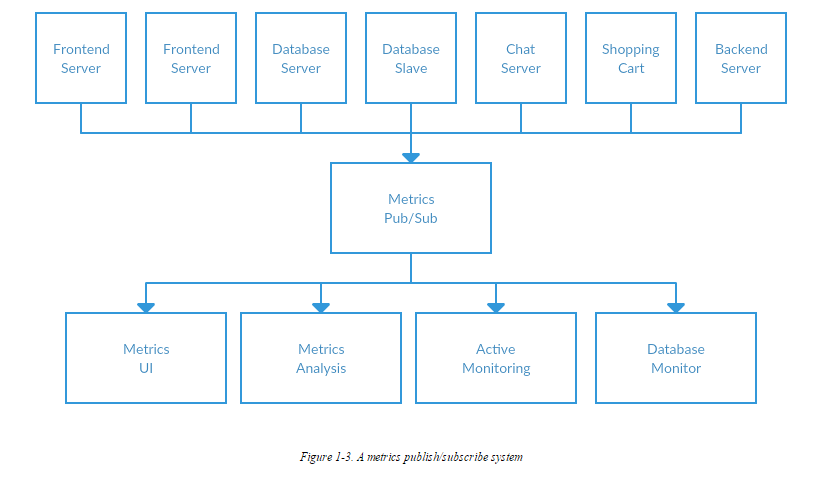 Frontend Server
Frontend Server
Database Server
Database Slave
Chat Server
Shopping Cart
Backend Server
Metrics Pub/Sub
Metrics UI
Metrics Analysis
Active Monitoring
Database Monitor
Figure 1-3. A metrics publish/subscribe system